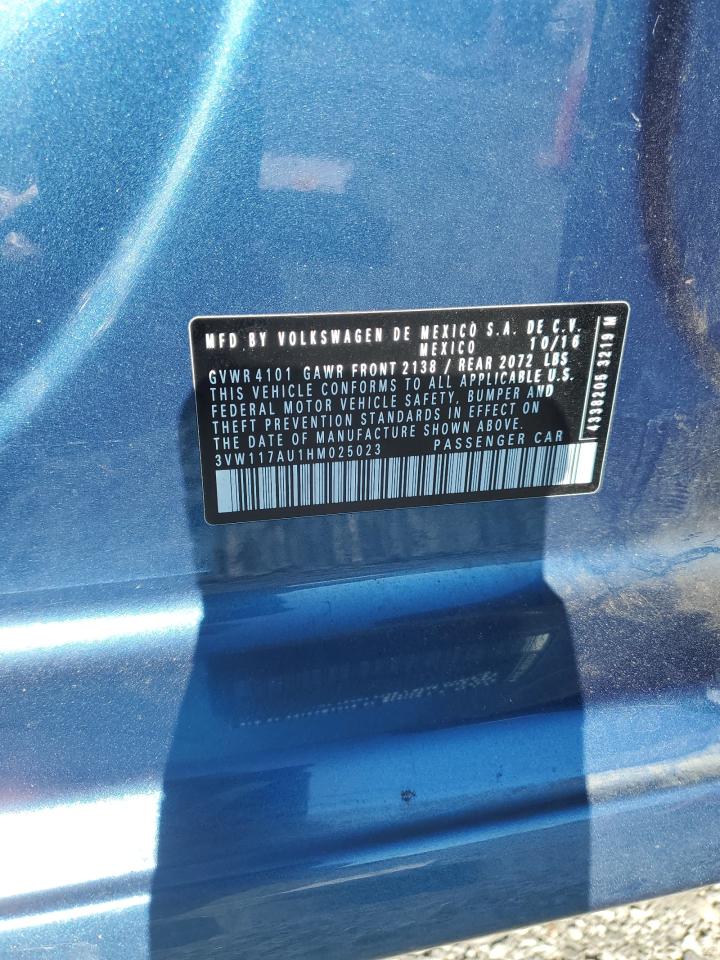 MFD BY VOLKSWAGEN DE MEXICO S.A. DE C.V.
MEXICO 10/16
GVWR 4101 GAWR FRONT 2138 / REAR 2072 LBS
THIS VEHICLE CONFORMS TO ALL APPLICABLE U.S.
FEDERAL MOTOR VEHICLE SAFETY, BUMPER AND
THEFT PREVENTION STANDARDS IN EFFECT ON
THE DATE OF MANUFACTURE SHOWN ABOVE.
3VW117AU1HM025023 PASSENGER CAR
4338206 3219 M